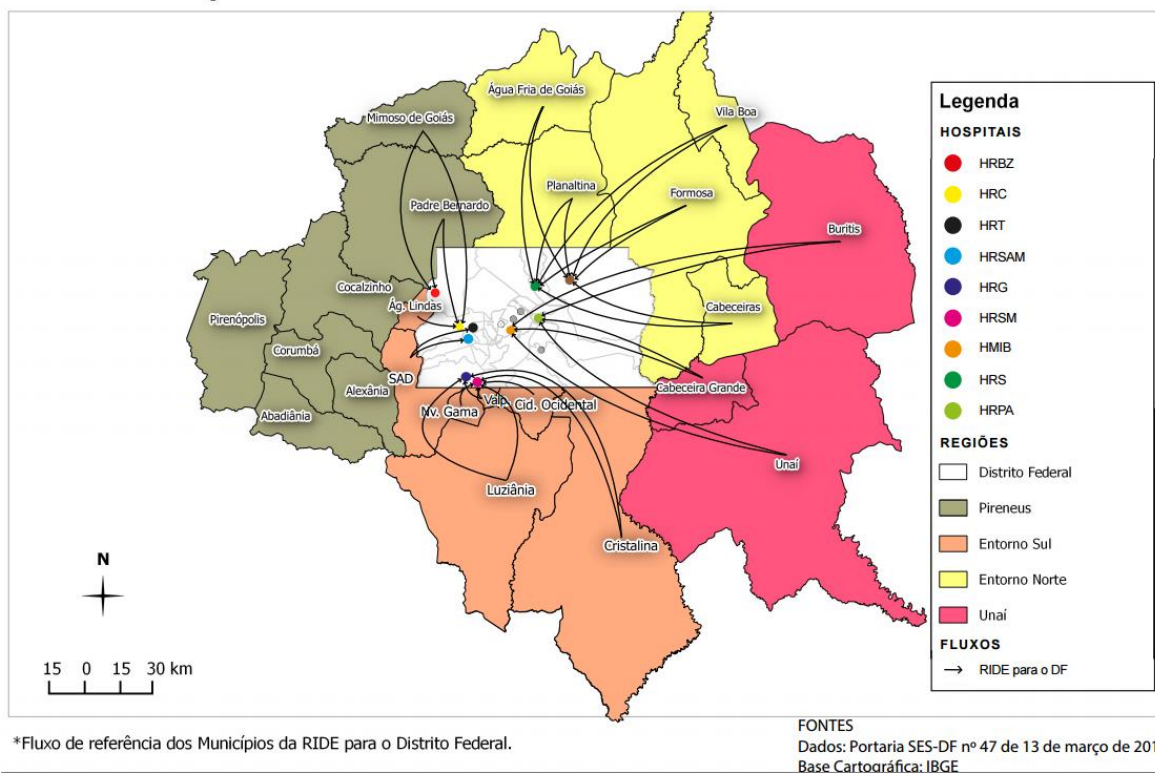 Água Fria de Goiás
Mimoso de Goiás
Vila Boa
Planaltina
Formosa
Padre Bernardo
Buritis
Cocalzinho
Ág. Lindas
Cabeceiras
Pirenópolis
Corumbá
SAD
Alexânia
Cabeceira Grande
Valp.
Cid. Ocidental
Nv. Gama
Abadiânia
Unaí
Luziânia
Cristalina
N
15 0 15 30 km
Legenda
HOSPITAIS
HRBZ
HRC
HRT
HRSAM
HRG
HRSM
HMIB
HRS
HRPA
REGIÕES
Distrito Federal
Pireneus
Entorno Sul
Entorno Norte
Unaí
FLUXOS
RIDE para o DF
*Fluxo de referência dos Municípios da RIDE para o Distrito Federal.
FONTES
Dados: Portaria SES-DF nº 47 de 13 de março de 201
Base Cartográfica: IBGE